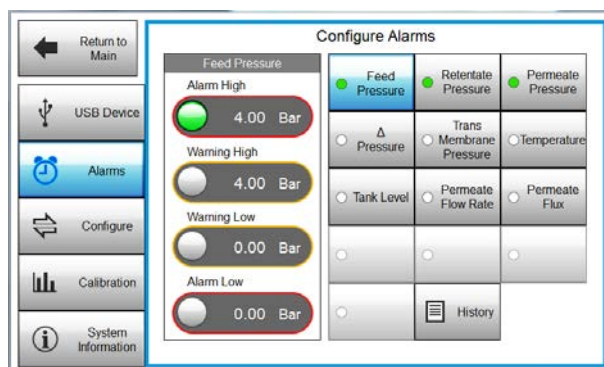 Return to
Main
USB Device
Alarms
Configure
Calibration
System
Information
Configure Alarms
Feed Pressure
Alarm High
4.00 Bar
Warning High
4.00 Bar
Warning Low
0.00 Bar
Alarm Low
0.00 Bar
Feed
Pressure
Retentate
Pressure
Permeate
Pressure
Δ
Pressure
Trans
Membrane
Pressure
Temperature
Tank Level
Permeate
Flow Rate
Permeate
Flux
History